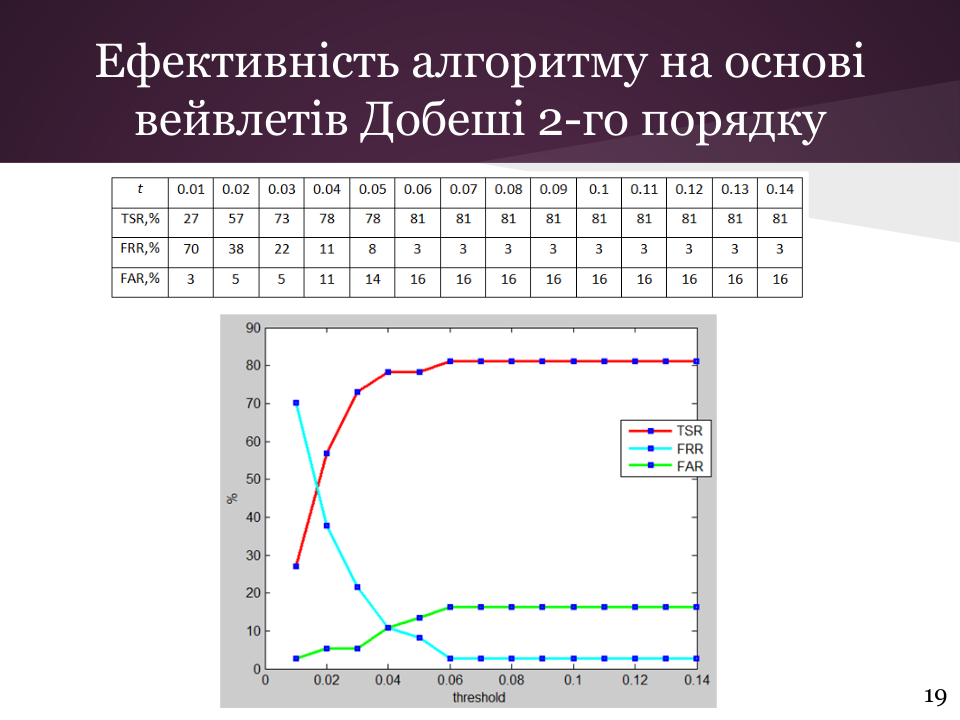 Ефективність алгоритму на основі
вейвлетів Добеші 2-го порядку
t 0.01 0.02 0.03 0.04 0.05 0.06 0.07 0.08 0.09 0.1 0.11 0.12 0.13 0.14
TSR,% 27 57 73 78 78 81 81 81 81 81 81 81 81 81
FRR,% 70 38 22 11 8 3 3 3 3 3 3 3 3 3
FAR,% 3 5 5 11 14 16 16 16 16 16 16 16 16 16
90
80
70
60
50
40
30
20
10
0
%
TSR
FRR
FAR
0 0.02 0.04 0.06 0.08 0.1 0.12 0.14
threshold
19